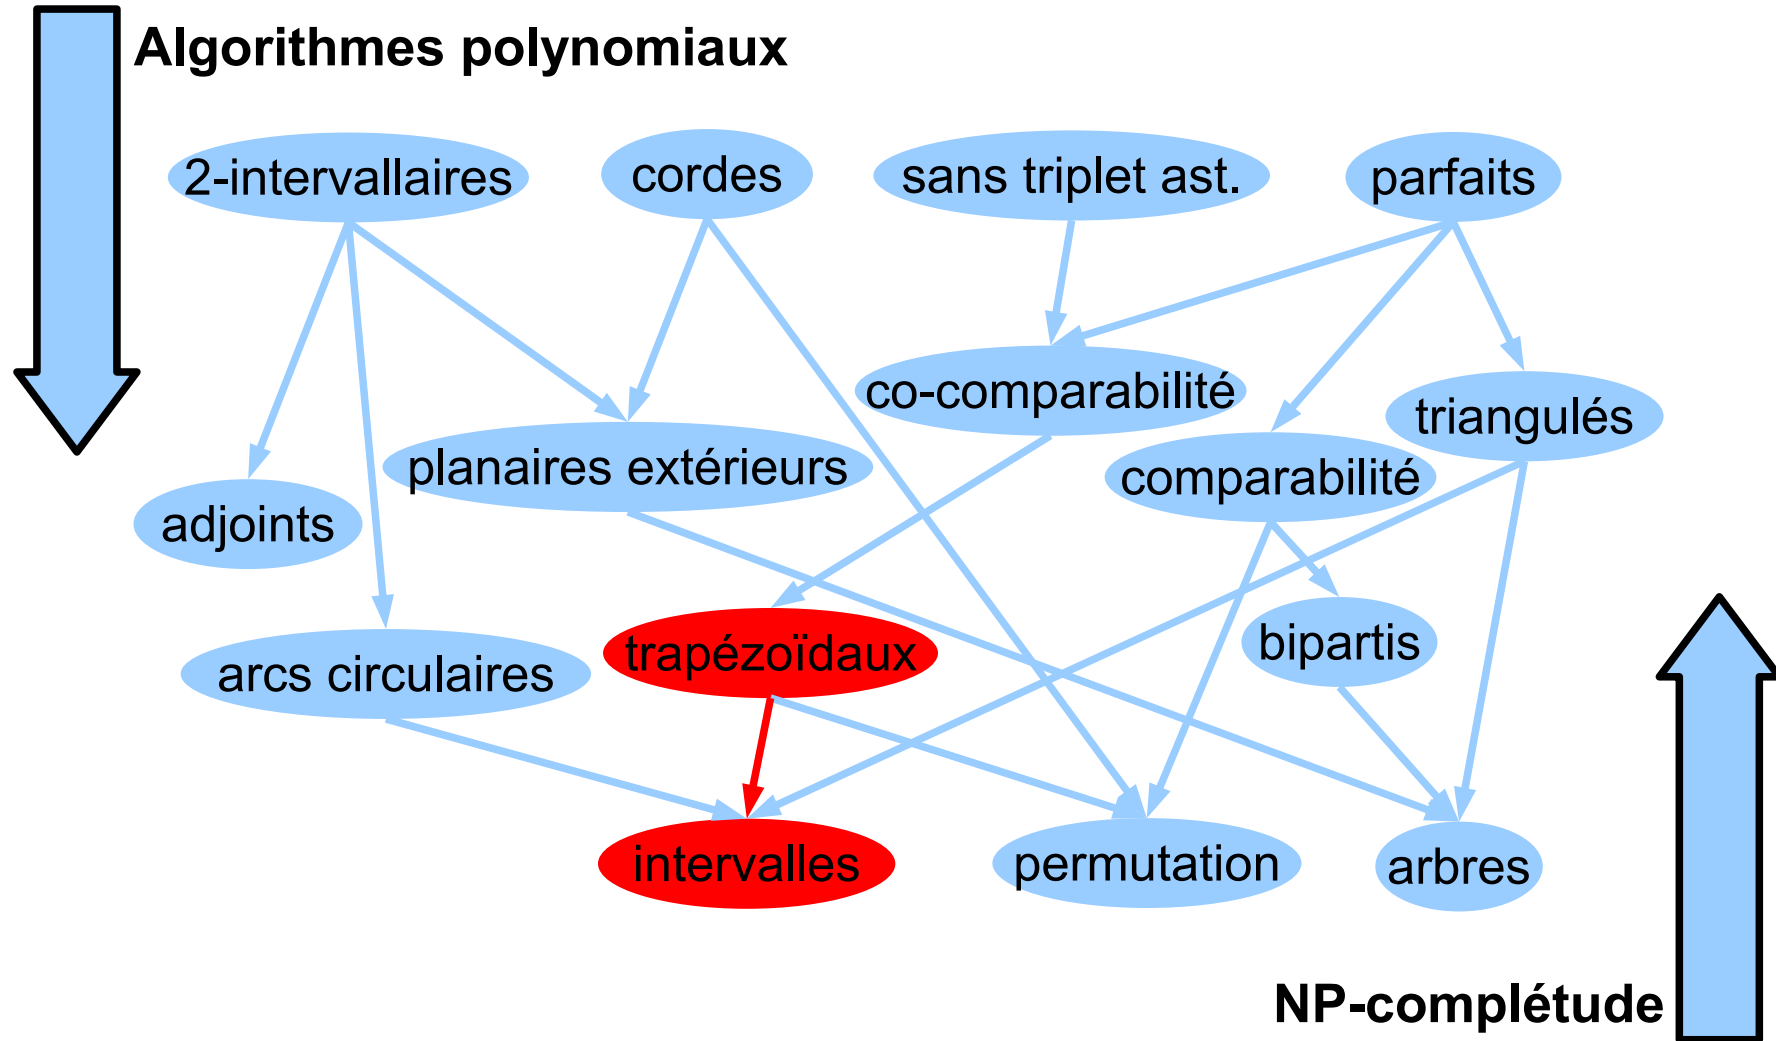 Algorithmes polynomiaux
2-intervallaires
cordes
sans triplet ast.
parfaits
co-comparabilité
triangulés
planaires extérieurs
comparabilité
adjoints
trapézoïdaux
bipartis
arcs circulaires
intervalles
permutation
arbres
NP-complétude